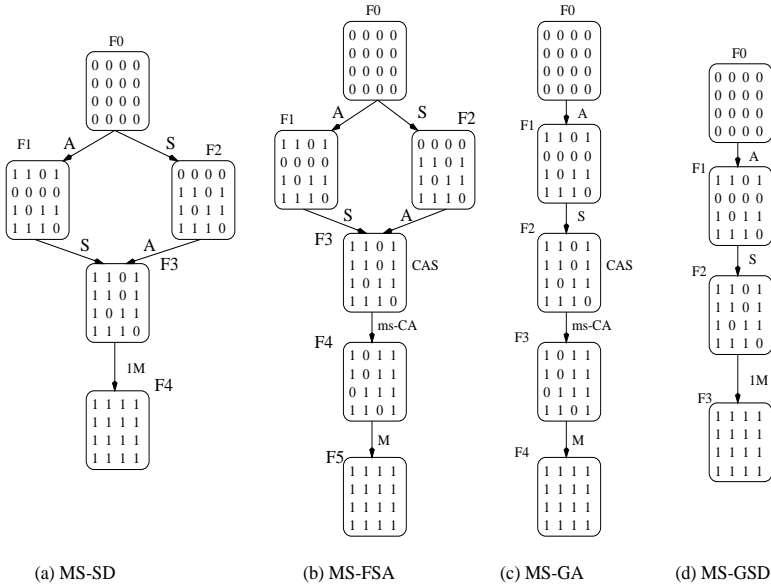 F0
0 0 0 0
0 0 0 0
0 0 0 0
0 0 0 0
A
S
F1
1 1 0 1
0 0 0 0
1 0 1 1
1 1 1 0
F2
0 0 0 0
1 1 0 1
1 0 1 1
1 1 1 0
S
A
F3
1 1 0 1
1 1 0 1
1 0 1 1
1 1 1 0
1M
F4
1 1 1 1
1 1 1 1
1 1 1 1
1 1 1 1
(a) MS-SD
F0
0 0 0 0
0 0 0 0
0 0 0 0
0 0 0 0
A
S
F1
1 1 0 1
0 0 0 0
1 0 1 1
1 1 1 0
F2
0 0 0 0
1 1 0 1
1 0 1 1
1 1 1 0
S
A
F3
1 1 0 1
1 1 0 1
1 0 1 1
1 1 1 0
CAS
ms-CA
F4
1 0 1 1
1 0 1 1
0 1 1 1
1 1 0 1
M
F5
1 1 1 1
1 1 1 1
1 1 1 1
1 1 1 1
(b) MS-FSA
F0
0 0 0 0
0 0 0 0
0 0 0 0
0 0 0 0
A
F1
1 1 0 1
0 0 0 0
1 0 1 1
1 1 1 0
S
F2
1 1 0 1
1 1 0 1
1 0 1 1
1 1 1 0
CAS
ms-CA
F3
1 0 1 1
1 0 1 1
0 1 1 1
1 1 0 1
M
F4
1 1 1 1
1 1 1 1
1 1 1 1
1 1 1 1
(c) MS-GA
F0
0 0 0 0
0 0 0 0
0 0 0 0
0 0 0 0
A
F1
1 1 0 1
0 0 0 0
1 0 1 1
1 1 1 0
S
F2
1 1 0 1
1 1 0 1
1 0 1 1
1 1 1 0
1M
F3
1 1 1 1
1 1 1 1
1 1 1 1
1 1 1 1
(d) MS-GSD